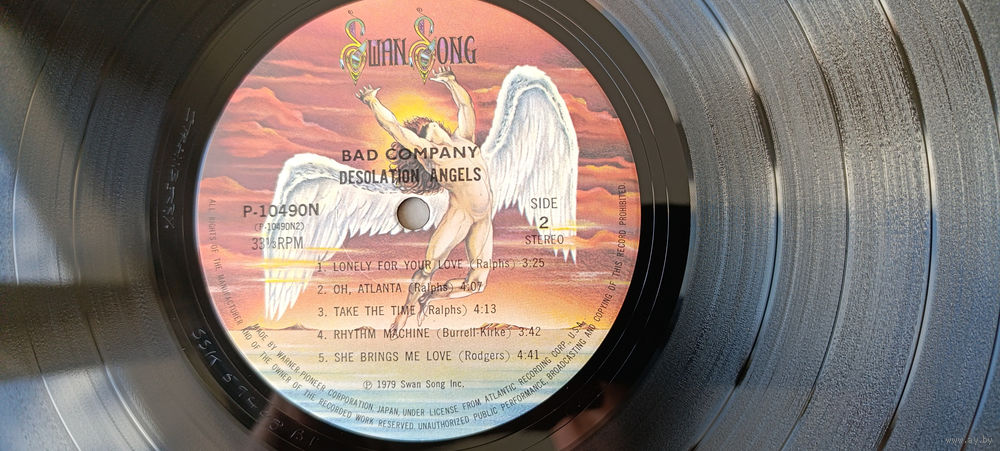 SWAN SONG
BAD COMPANY
DESOLATION ANGELS
P-10490N
(P-10490N2)
33⅓RPM
SIDE
2
STEREO
1. LONELY FOR YOUR LOVE (Ralphs) 3:25
2. OH, ATLANTA (Ralphs) 4:07
3. TAKE THE TIME (Ralphs) 4:13
4. RHYTHM MACHINE (Burrell-Kirke) 3:42
5. SHE BRINGS ME LOVE (Rodgers) 4:41
℗ 1979 Swan Song Inc.
MADE BY WARNER-PIONEER CORPORATION, JAPAN, UNDER LICENSE FROM ATLANTIC RECORDING CORP., U.S.A.
ALL RIGHTS OF THE MANUFACTURER AND OF THE OWNER OF THE RECORDED WORK RESERVED. UNAUTHORIZED PUBLIC PERFORMANCE, BROADCASTING AND COPYING OF THIS RECORD PROHIBITED.
www.ay.by